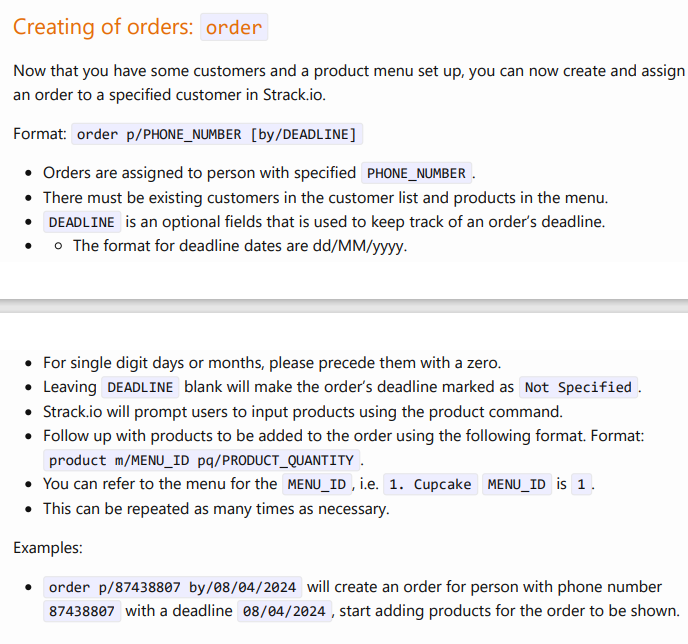 Creating of orders: order
Now that you have some customers and a product menu set up, you can now create and assign
an order to a specified customer in Strack.io.
Format: order p/PHONE_NUMBER [by/DEADLINE]
• Orders are assigned to person with specified PHONE_NUMBER .
• There must be existing customers in the customer list and products in the menu.
• DEADLINE is an optional fields that is used to keep track of an order's deadline.
• ○ The format for deadline dates are dd/MM/yyyy.
• For single digit days or months, please precede them with a zero.
• Leaving DEADLINE blank will make the order's deadline marked as Not Specified .
• Strack.io will prompt users to input products using the product command.
• Follow up with products to be added to the order using the following format. Format:
product m/MENU_ID pq/PRODUCT_QUANTITY .
• You can refer to the menu for the MENU_ID , i.e. 1. Cupcake MENU_ID is 1 .
• This can be repeated as many times as necessary.
Examples:
• order p/87438807 by/08/04/2024 will create an order for person with phone number
87438807 with a deadline 08/04/2024 , start adding products for the order to be shown.